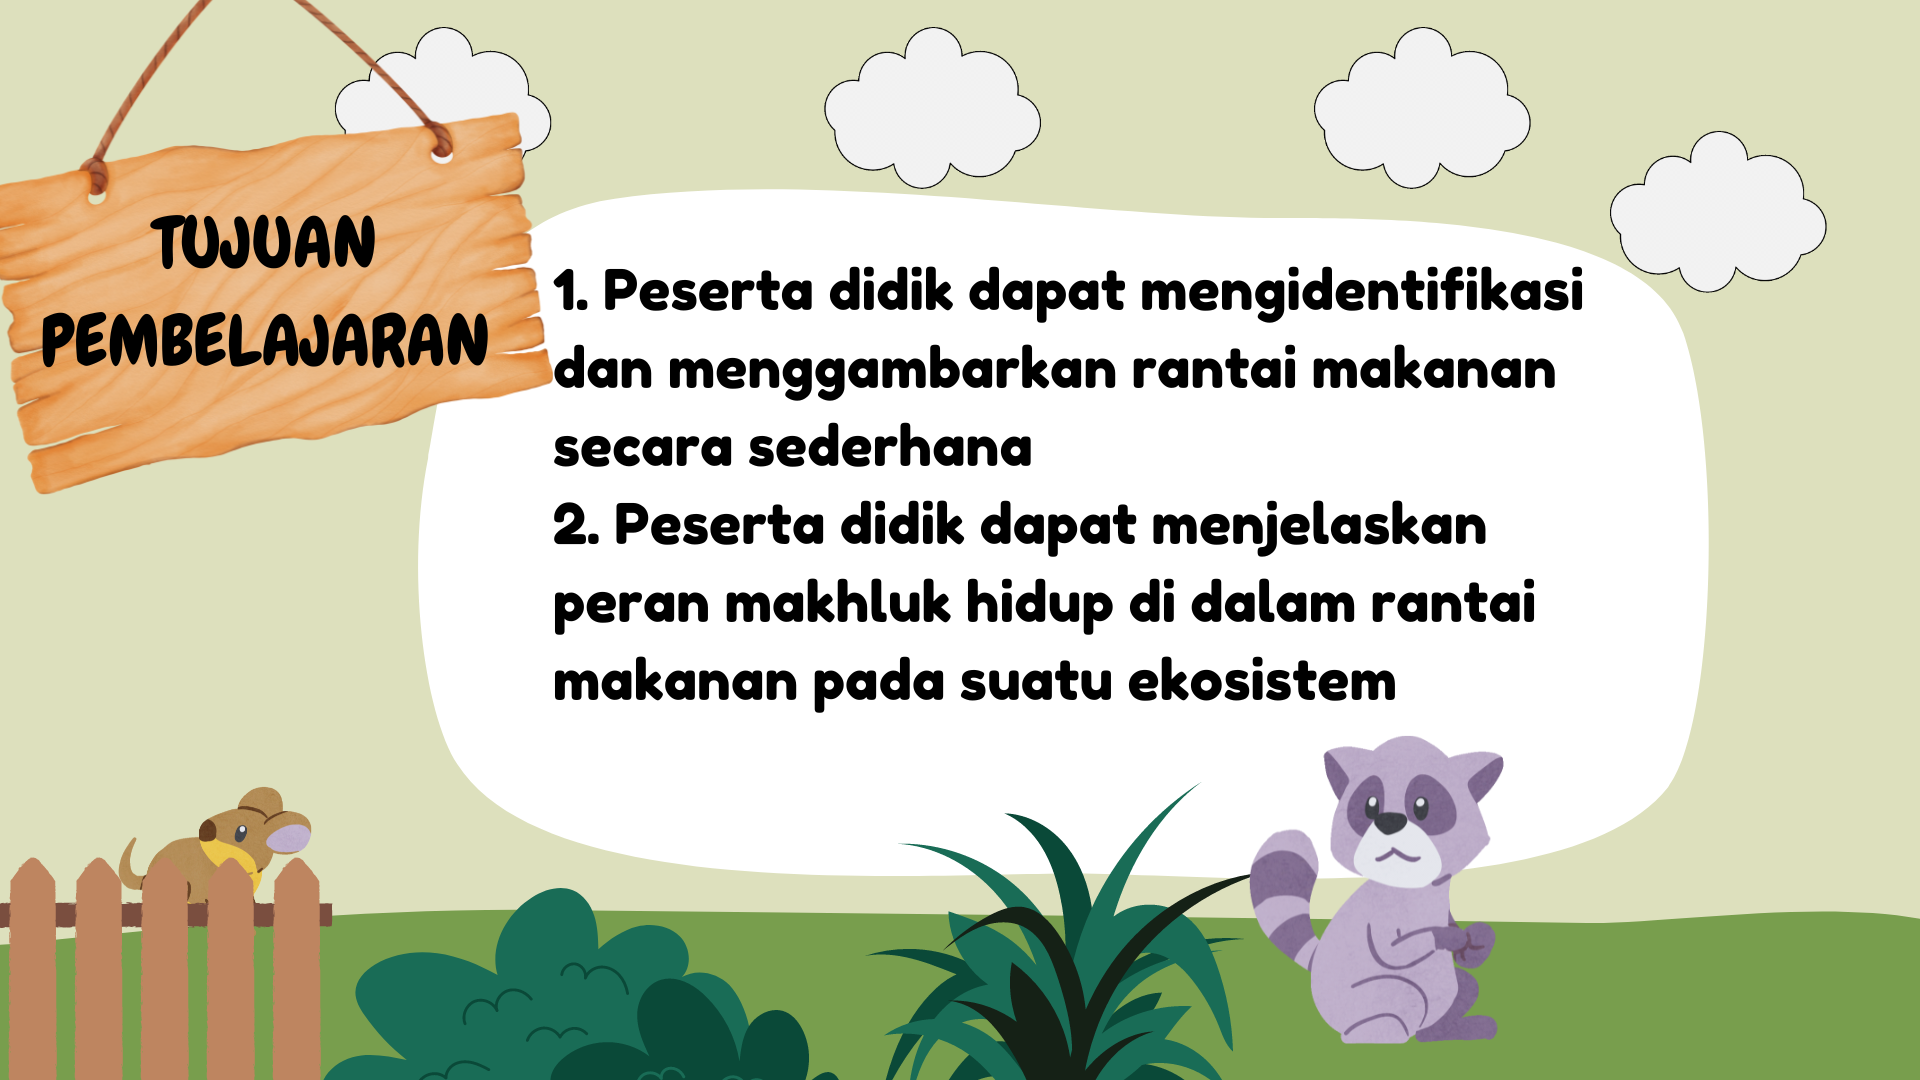 TUJUAN
PEMBELAJARAN
1. Peserta didik dapat mengidentifikasi
dan menggambarkan rantai makanan
secara sederhana
2. Peserta didik dapat menjelaskan
peran makhluk hidup di dalam rantai
makanan pada suatu ekosistem